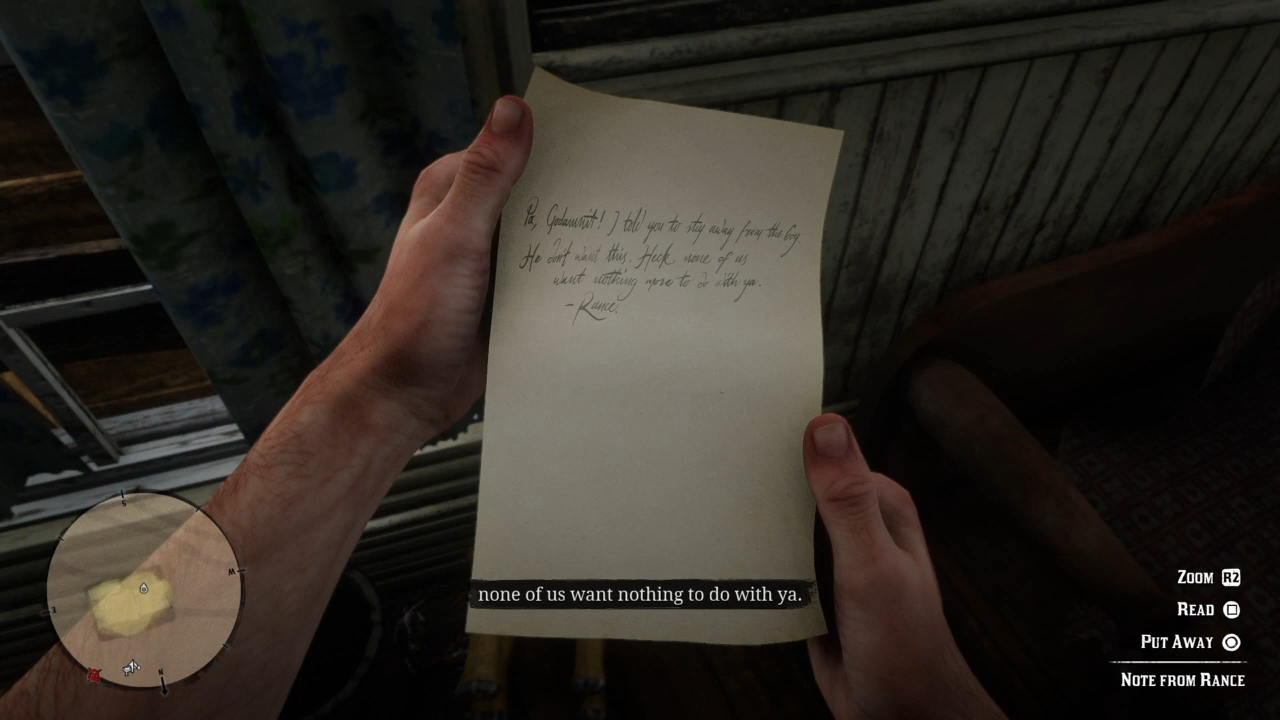 Pa, Godamnit! I told you to stay away from the boy
He don't want this. Heck none of us
want nothing more to do with ya.
- Rance.
none of us want nothing to do with ya.
S
W
E
N
ZOOM R2
READ
PUT AWAY
NOTE FROM RANCE